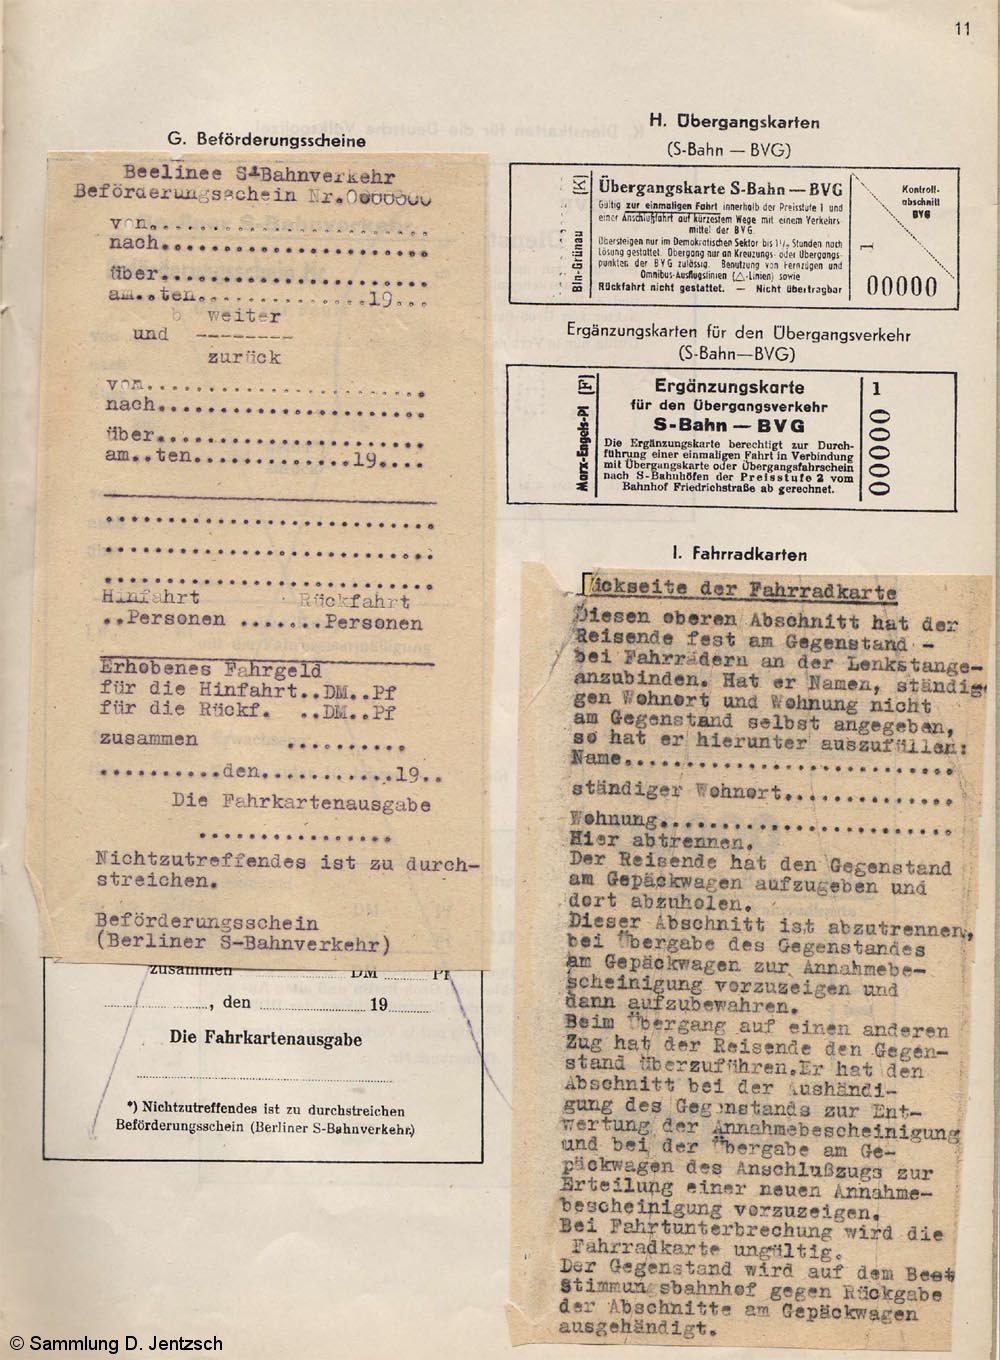 11
G. Beförderungsscheine
Beelinee S-Bahnverkehr
Beförderungsschein Nr.0000000
von....................
nach....................
über....................
am..ten..............19...
weiter
und --------
zurück
von....................
nach....................
über....................
am..ten.............19....
............................
............................
............................
Hinfahrt Rückfahrt
..Personen .......Personen
Erhobenes Fahrgeld
für die Hinfahrt..DM..Pf
für die Rückf. ..DM..Pf
zusammen ..........
..........den...........19..
Die Fahrkartenausgabe
................
Nichtzutreffendes ist zu durch-
streichen.
Beförderungsschein
(Berliner S-Bahnverkehr)
zusammen DM Pf
, den 19
Die Fahrkartenausgabe
*) Nichtzutreffendes ist zu durchstreichen
Beförderungsschein (Berliner S-Bahnverkehr)
H. Übergangskarten
(S-Bahn — BVG)
[K]
Bln-Grünau
Übergangskarte S-Bahn — BVG
Gültig zur einmaligen Fahrt innerhalb der Preisstufe 1 und
einer Anschlußfahrt auf kürzestem Wege mit einem Verkehrs-
mittel der BVG.
Übersteigen nur im Demokratischen Sektor bis 1½ Stunden nach
Lösung gestattet. Übergang nur an Kreuzungs- oder Übergangs-
punkten der BVG zulässig. Benutzung von Fernzügen und
Omnibus-Ausflugslinien (△-Linien) sowie
Rückfahrt nicht gestattet. — Nicht übertragbar
Kontroll-
abschnitt
BVG
1
00000
Ergänzungskarten für den Übergangsverkehr
(S-Bahn—BVG)
Marx-Engels-Pl [F]
Ergänzungskarte
für den Übergangsverkehr
S-Bahn — BVG
Die Ergänzungskarte berechtigt zur Durch-
führung einer einmaligen Fahrt in Verbindung
mit Übergangskarte oder Übergangsfahrschein
nach S-Bahnhöfen der Preisstufe 2 vom
Bahnhof Friedrichstraße ab gerechnet.
1
00000
I. Fahrradkarten
Rückseite der Fahrradkarte
Diesen oberen Abschnitt hat der
Reisende fest am Gegenstand -
bei Fahrrädern an der Lenkstange-
anzubinden. Hat er Namen, ständig
gen Wohnort und Wohnung nicht
am Gegenstand selbst angegeben,
so hat er hierunter auszufüllen:
Name............................
ständiger Wohnort...............
Wohnung.........................
Hier abtrennen.
Der Reisende hat den Gegenstand
am Gepäckwagen aufzugeben und
dort abzuholen.
Dieser Abschnitt ist abzutrennen,
bei Übergabe des Gegenstandes
am Gepäckwagen zur Annahmebe-
scheinigung vorzuzeigen und
dann aufzubewahren.
Beim Übergang auf einen anderen
Zug hat der Reisende den Gegen-
stand überzuführen.Er hat den
Abschnitt bei der Aushändi-
gung des Gegenstands zur Ent-
wertung der Annahmebescheinigung
und bei der Übergabe am Ge-
päckwagen des Anschlußzugs zur
Erteilung einer neuen Annahme-
bescheinigung vorzuzeigen.
Bei Fahrtunterbrechung wird die
Fahrradkarte ungültig.
Der Gegenstand wird auf dem Best
Stimmungsbahnhof gegen Rückgabe
der Abschnitte am Gepäckwagen
ausgehändigt.
© Sammlung D. Jentzsch